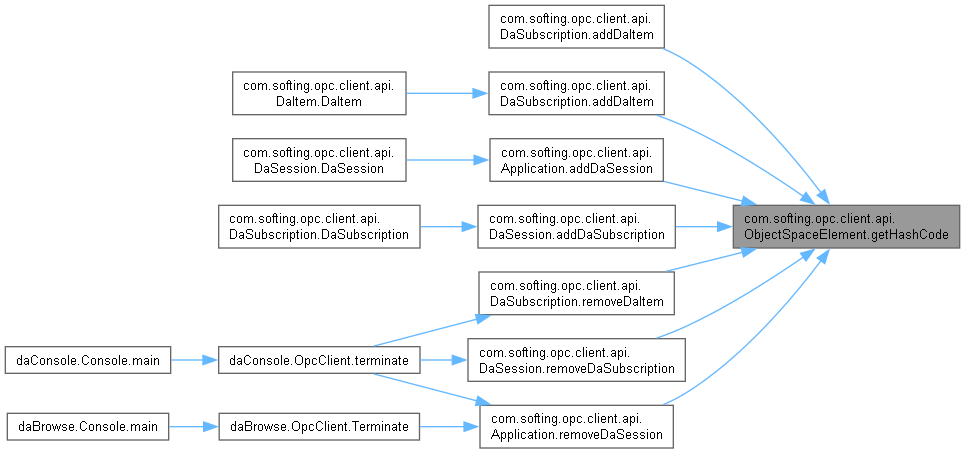 com.softing.opc.client.api.
DaSubscription.addDaItem
com.softing.opc.client.api.
DaItem.DaItem
com.softing.opc.client.api.
DaSubscription.addDaItem
com.softing.opc.client.api.
DaSession.DaSession
com.softing.opc.client.api.
Application.addDaSession
com.softing.opc.client.api.
DaSubscription.DaSubscription
com.softing.opc.client.api.
DaSession.addDaSubscription
com.softing.opc.client.api.
ObjectSpaceElement.getHashCode
com.softing.opc.client.api.
DaSubscription.removeDaItem
daConsole.Console.main
daConsole.OpcClient.terminate
com.softing.opc.client.api.
DaSession.removeDaSubscription
daBrowse.Console.main
daBrowse.OpcClient.Terminate
com.softing.opc.client.api.
Application.removeDaSession